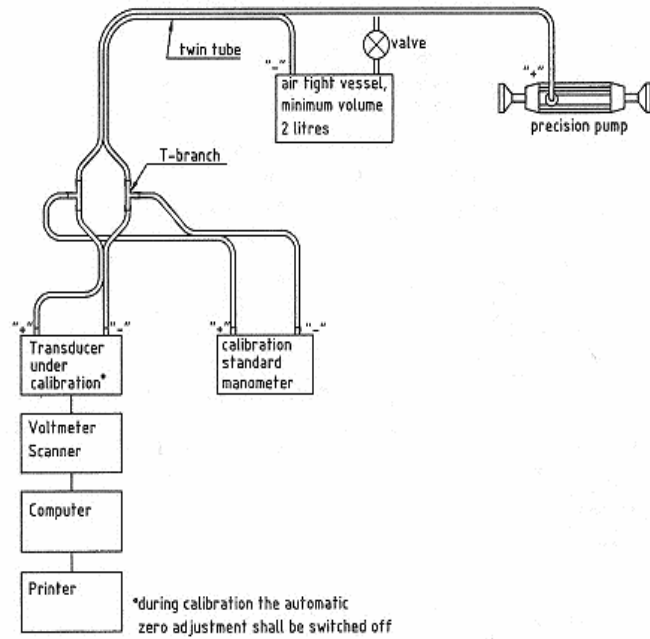 twin tube
valve
"-"
"+"
air tight vessel,
minimum volume
2 litres
precision pump
T-branch
"+"
"-"
"+"
"-"
Transducer
under
calibration*
calibration
standard
manometer
Voltmeter
Scanner
Computer
Printer
*during calibration the automatic
zero adjustment shall be switched off